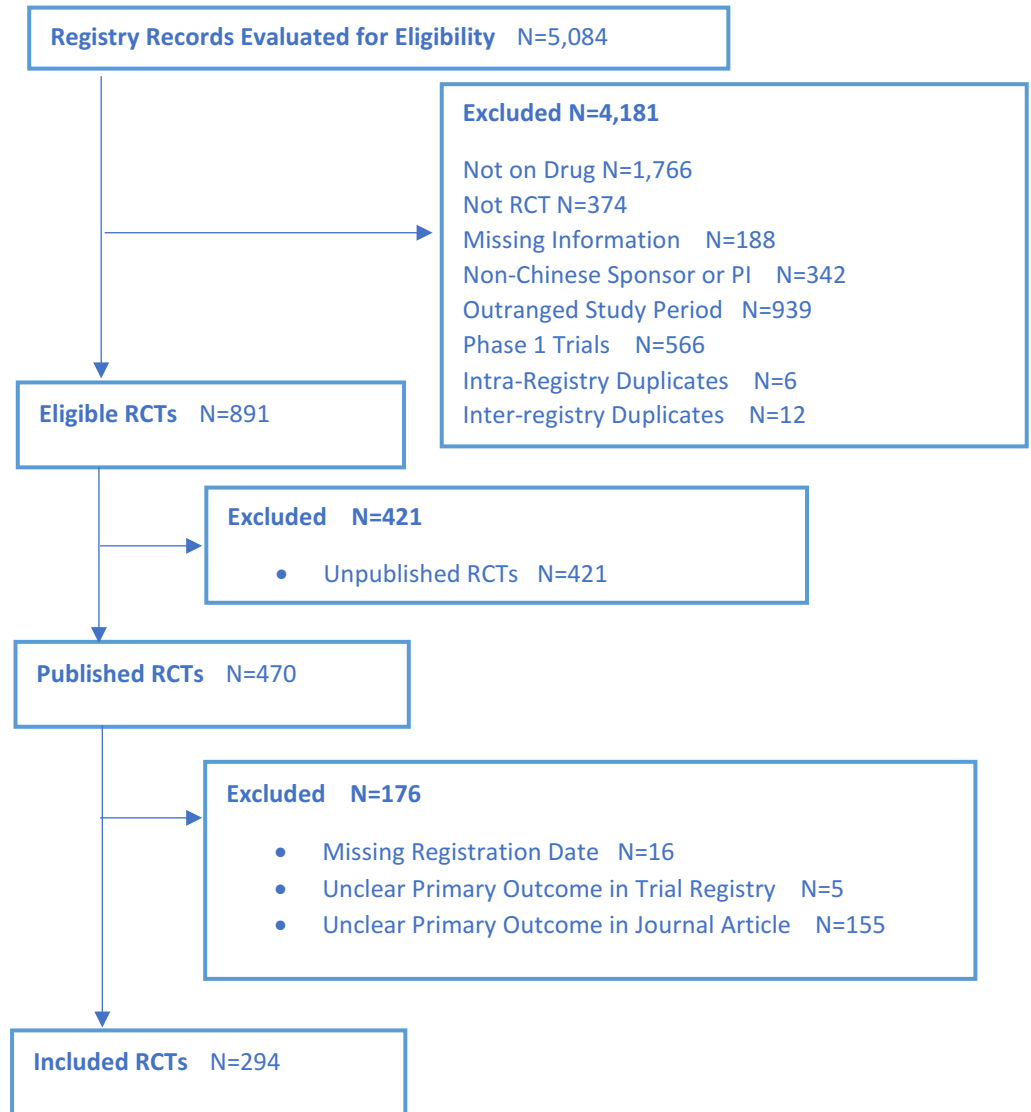 Registry Records Evaluated for Eligibility N=5,084
Excluded N=4,181
Not on Drug N=1,766
Not RCT N=374
Missing Information N=188
Non-Chinese Sponsor or PI N=342
Outranged Study Period N=939
Phase 1 Trials N=566
Intra-Registry Duplicates N=6
Inter-registry Duplicates N=12
Eligible RCTs N=891
Excluded N=421
• Unpublished RCTs N=421
Published RCTs N=470
Excluded N=176
• Missing Registration Date N=16
• Unclear Primary Outcome in Trial Registry N=5
• Unclear Primary Outcome in Journal Article N=155
Included RCTs N=294